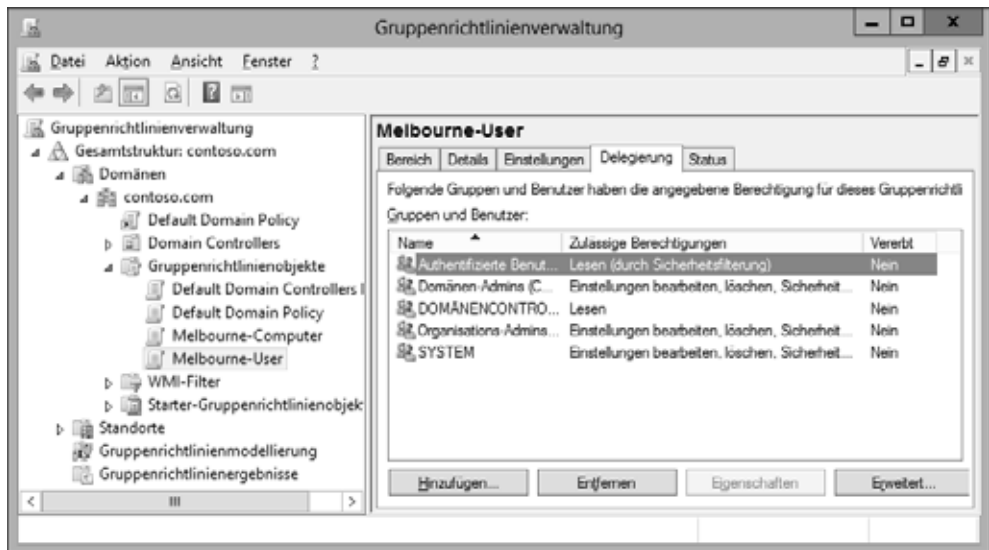 Gruppenrichtlinienverwaltung
Datei Aktion Ansicht Fenster ?
Gruppenrichtlinienverwaltung
Gesamtstruktur: contoso.com
Domänen
contoso.com
Default Domain Policy
Domain Controllers
Gruppenrichtlinienobjekte
Default Domain Controllers
Default Domain Policy
Melbourne-Computer
Melbourne-User
WMI-Filter
Starter-Gruppenrichtlinienobjek
Standorte
Gruppenrichtlinienmodellierung
Gruppenrichtlinienergebnisse
Melbourne-User
Bereich Details Einstellungen Delegierung Status
Folgende Gruppen und Benutzer haben die angegebene Berechtigung für dieses Gruppenrichtli
Gruppen und Benutzer:
Name Zulässige Berechtigungen Vererbt
Authentifizierte Benut... Lesen (durch Sicherheitsfilterung) Nein
Domänen-Admins (C... Einstellungen bearbeiten, löschen, Sicherheit... Nein
DOMÄNENCONTRO... Lesen Nein
Organisations-Admins... Einstellungen bearbeiten, löschen, Sicherheit... Nein
SYSTEM Einstellungen bearbeiten, löschen, Sicherheit... Nein
Hinzufügen... Entfernen Eigenschaften Erweitert...